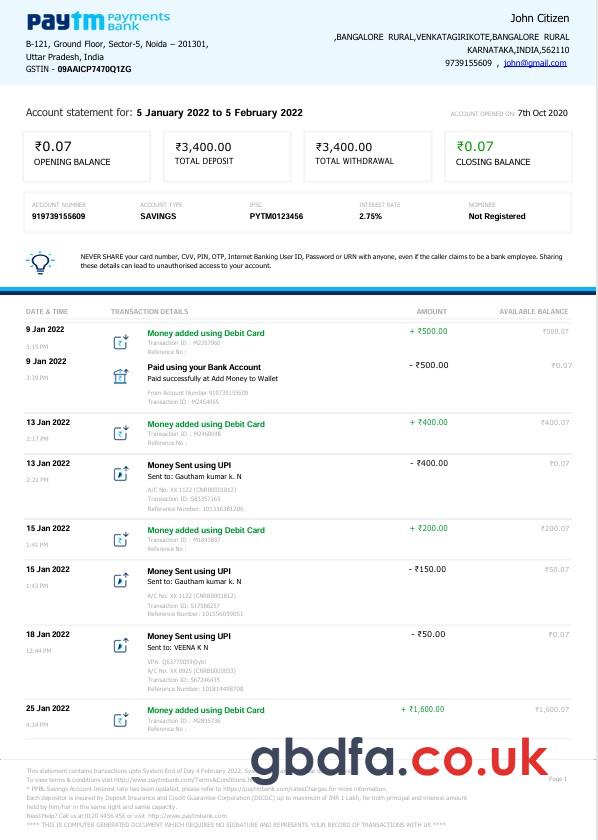 paytm Payments Bank
B-121, Ground Floor, Sector-5, Noida – 201301,
Uttar Pradesh, India
GSTIN - 09AAICP7470Q1ZG
John Citizen
,BANGALORE RURAL,VENKATAGIRIKOTE,BANGALORE RURAL
KARNATAKA,INDIA,562110
9739155609 , john@gmail.com
Account statement for: 5 January 2022 to 5 February 2022
ACCOUNT OPENED ON: 7th Oct 2020
₹0.07 ₹3,400.00 ₹3,400.00 ₹0.07
OPENING BALANCE TOTAL DEPOSIT TOTAL WITHDRAWAL CLOSING BALANCE
ACCOUNT NUMBER ACCOUNT TYPE IFSC INTEREST RATE NOMINEE
919739155609 SAVINGS PYTM0123456 2.75% Not Registered
NEVER SHARE your card number, CVV, PIN, OTP, Internet Banking User ID, Password or URN with anyone, even if the caller claims to be a bank employee. Sharing
these details can lead to unauthorised access to your account.
DATE & TIME TRANSACTION DETAILS AMOUNT AVAILABLE BALANCE
9 Jan 2022 Money added using Debit Card + ₹500.00 ₹500.07
3:15 PM Transaction ID : M2357960
Reference No :
9 Jan 2022 Paid using your Bank Account - ₹500.00 ₹0.07
3:39 PM Paid successfully at Add Money to Wallet
From Account Number 919739155609
Transaction ID : M2454965
13 Jan 2022 Money added using Debit Card + ₹400.00 ₹400.07
2:17 PM Transaction ID : M2460048
Reference No :
13 Jan 2022 Money Sent using UPI - ₹400.00 ₹0.07
2:21 PM Sent to: Gautham kumar k. N
A/C No: XX 1122 (CNRB0001812)
Transaction ID: S83357165
Reference Number: 101316381206
15 Jan 2022 Money added using Debit Card + ₹200.00 ₹200.07
1:41 PM Transaction ID : M1843837
Reference No :
15 Jan 2022 Money Sent using UPI - ₹150.00 ₹50.07
1:43 PM Sent to: Gautham kumar k. N
A/C No: XX 1122 (CNRB0001812)
Transaction ID: S17588257
Reference Number: 101556059051
18 Jan 2022 Money Sent using UPI - ₹50.00 ₹0.07
12:44 PM Sent to: VEENA K N
VPA: Q53770059@ybl
A/C No: XX 8925 (CNRB0000033)
Transaction ID: S67246435
Reference Number: 101814498708
25 Jan 2022 Money added using Debit Card + ₹1,600.00 ₹1,600.07
4:34 PM Transaction ID : M2895736
Reference No :
gbdfa.co.uk
This statement contains transactions upto System End of Day 4 February 2022.
To view terms & conditions visit http://www.paytmbank.com/Terms&Conditions.
Page 1
* PPBL Savings Account Interest rate has been updated, please refer to https://paytmbank.com/ratesCharges for more information.
Each depositor is insured by Deposit Insurance and Credit Guarantee Corporation (DICGC) up to maximum of INR 1 Lakh, for both principal and interest amount
held by him/her in the same right and same capacity.
Need Help? Call us at 0120 4456 456 or visit http://www.paytmbank.com
**** THIS IS COMPUTER GENERATED DOCUMENT WHICH REQUIRES NO SIGNATURE AND REPRESENTS YOUR RECORD OF TRANSACTIONS WITH US ****